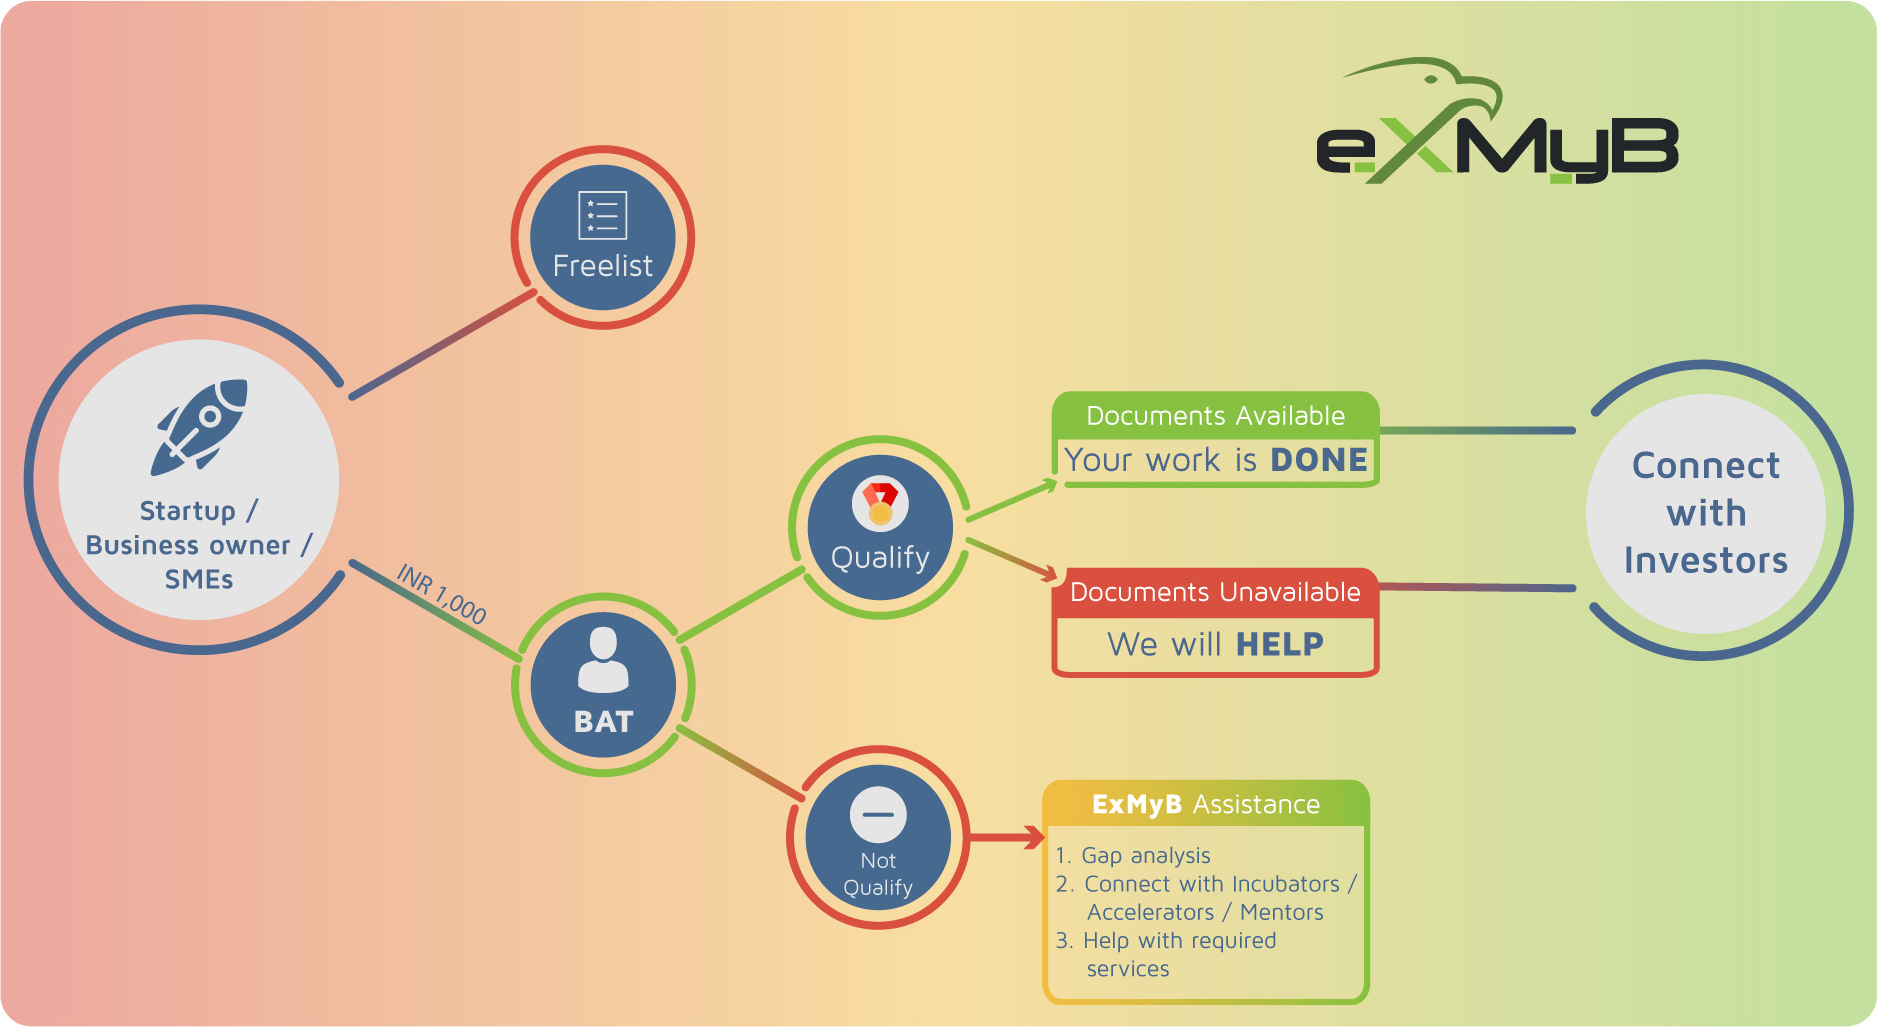 eXMyB
Freelist
Startup /
Business owner /
SMEs
INR 1,000
BAT
Qualify
Documents Available
Your work is DONE
Documents Unavailable
We will HELP
Connect
with
Investors
Not
Qualify
ExMyB Assistance
1. Gap analysis
2. Connect with Incubators /
Accelerators / Mentors
3. Help with required
services